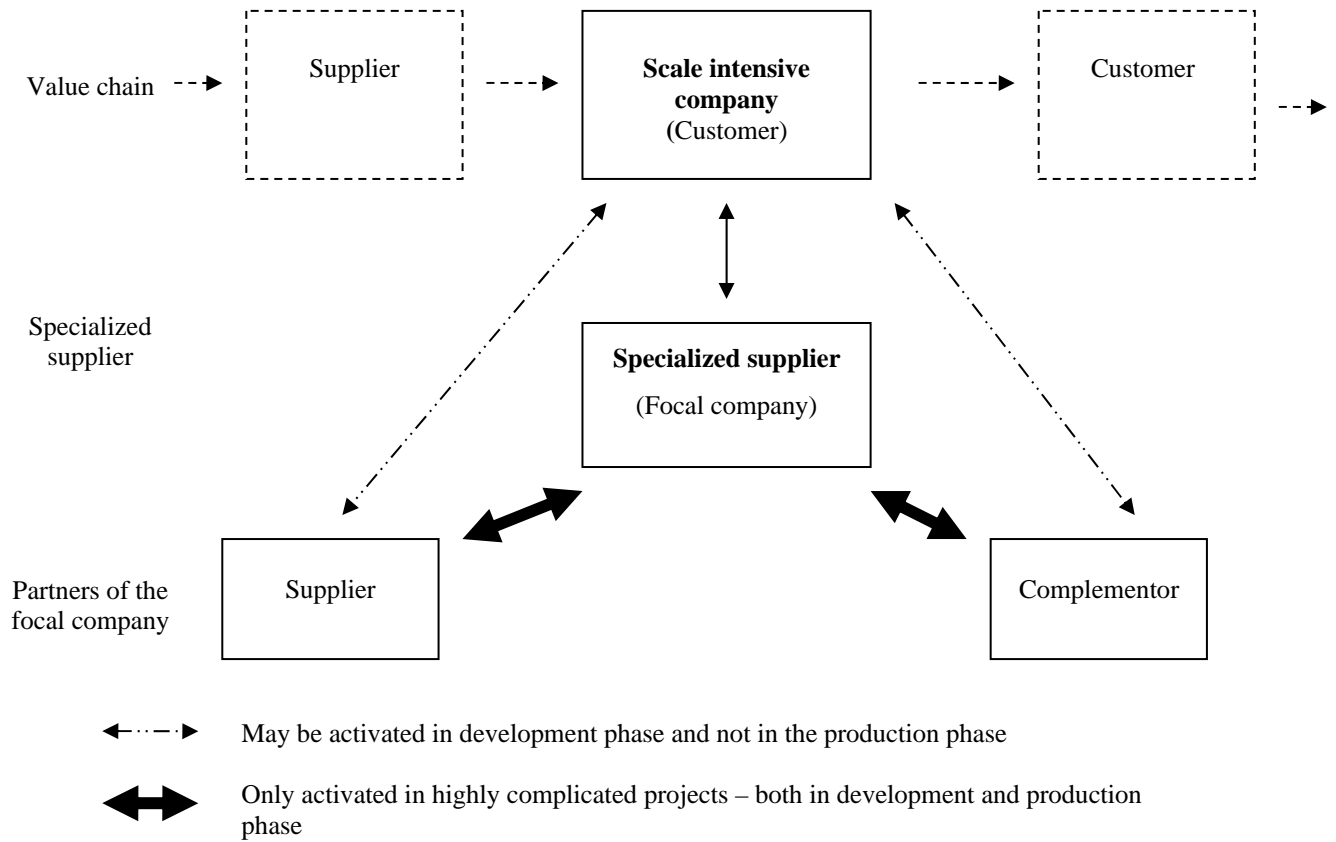 Value chain
Supplier
Scale intensive
company
(Customer)
Customer
Specialized
supplier
Specialized supplier
(Focal company)
Partners of the
focal company
Supplier
Complementor
May be activated in development phase and not in the production phase
Only activated in highly complicated projects – both in development and production
phase